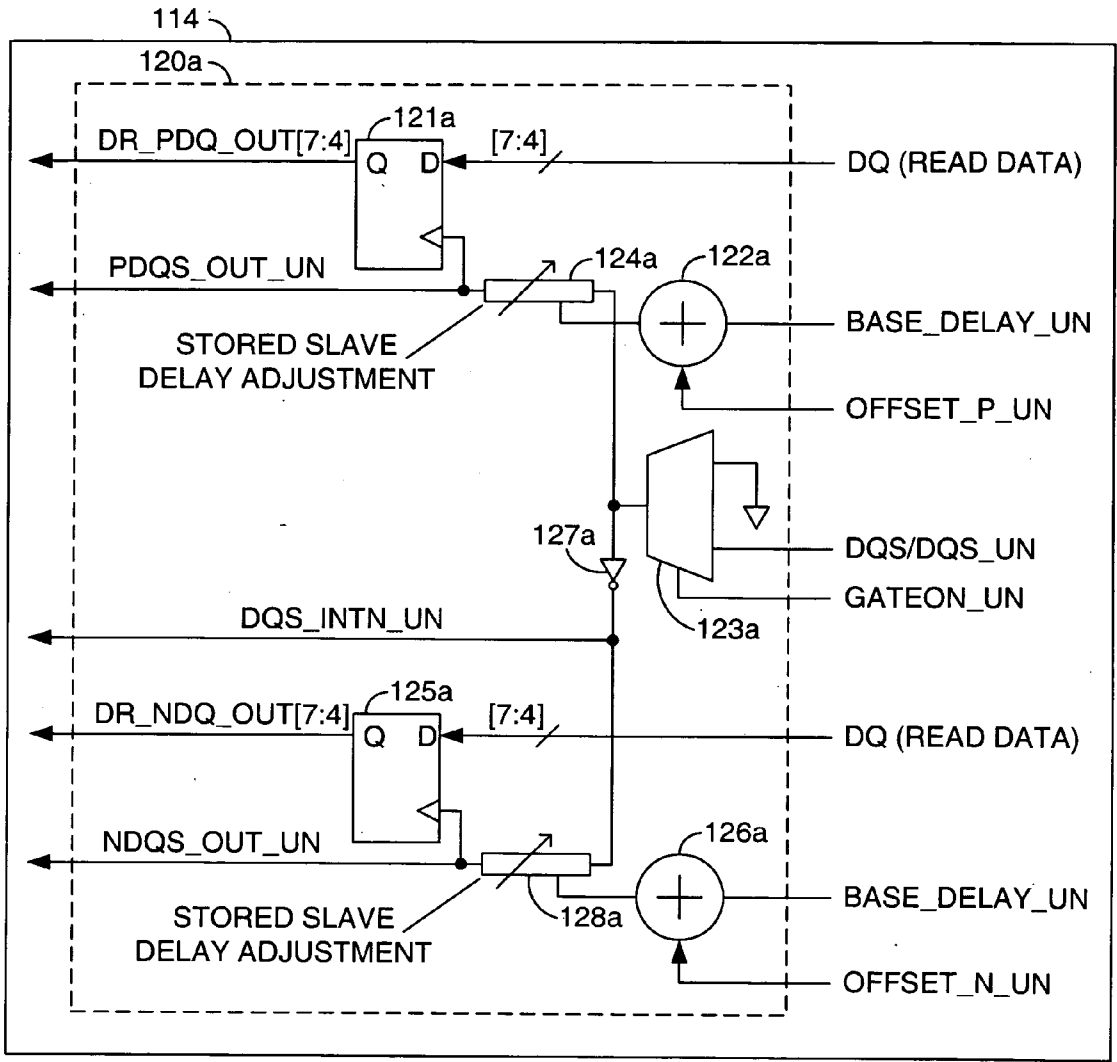 114
120a
121a
DR_PDQ_OUT[7:4]
Q D
[7:4]
DQ (READ DATA)
PDQS_OUT_UN
124a
122a
STORED SLAVE
DELAY ADJUSTMENT
BASE_DELAY_UN
OFFSET_P_UN
127a
DQS/DQS_UN
GATEON_UN
123a
DQS_INTN_UN
125a
DR_NDQ_OUT[7:4]
Q D
[7:4]
DQ (READ DATA)
NDQS_OUT_UN
126a
128a
STORED SLAVE
DELAY ADJUSTMENT
BASE_DELAY_UN
OFFSET_N_UN